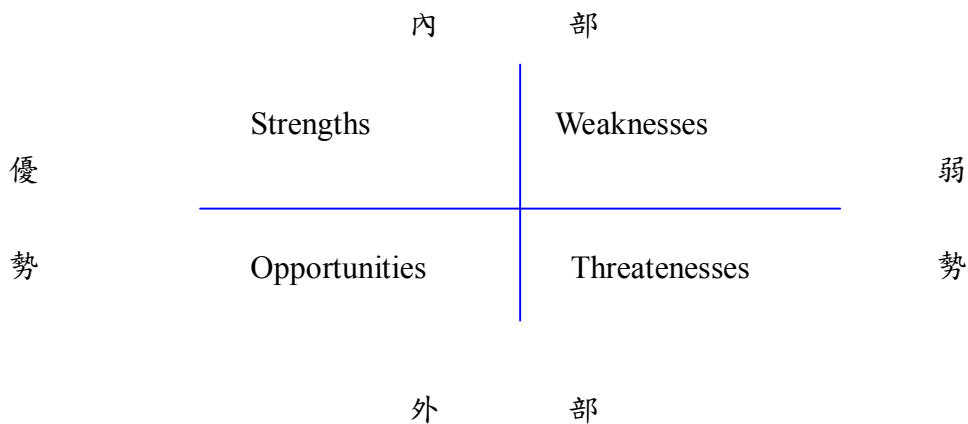 內 部
Strengths Weaknesses
優勢
弱勢
Opportunities Threatenesses
外 部